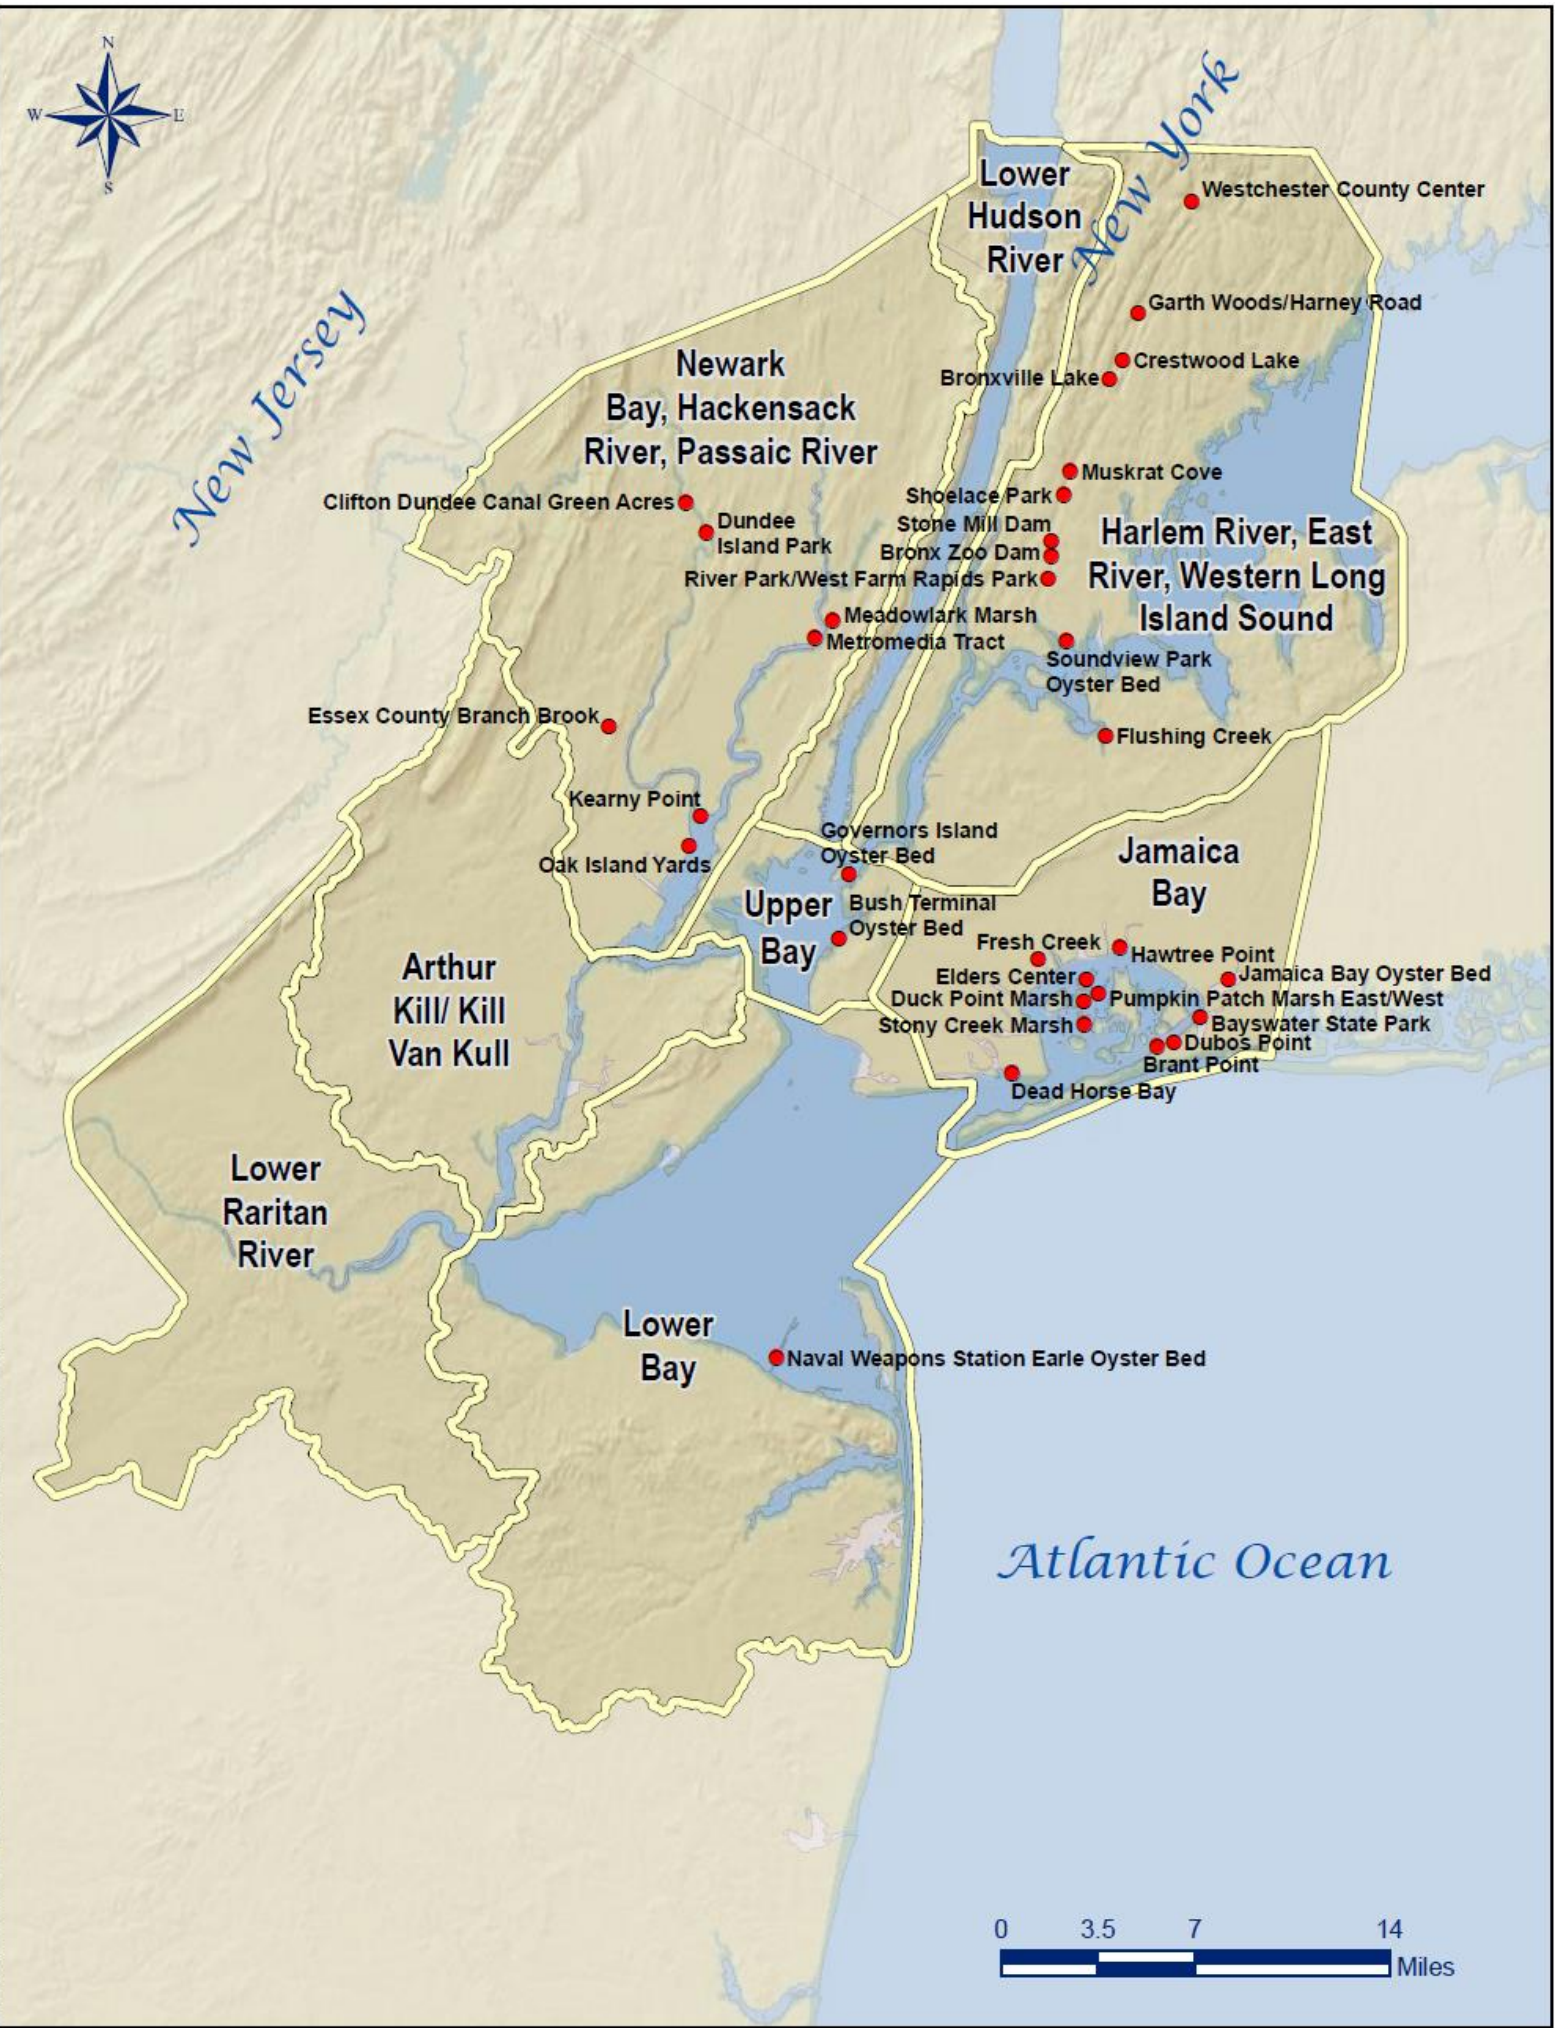 N
W
E
S
New York
New Jersey
Lower
Hudson
River
Westchester County Center
Garth Woods/Harney Road
Crestwood Lake
Bronxville Lake
Newark
Bay, Hackensack
River, Passaic River
Muskrat Cove
Shoelace Park
Clifton Dundee Canal Green Acres
Dundee
Island Park
Stone Mill Dam
Bronx Zoo Dam
River Park/West Farm Rapids Park
Harlem River, East
River, Western Long
Island Sound
Meadowlark Marsh
Metromedia Tract
Soundview Park
Oyster Bed
Essex County Branch Brook
Flushing Creek
Kearny Point
Oak Island Yards
Governors Island
Oyster Bed
Jamaica
Bay
Upper
Bay
Bush Terminal
Oyster Bed
Fresh Creek
Hawtree Point
Elders Center
Jamaica Bay Oyster Bed
Duck Point Marsh
Pumpkin Patch Marsh East/West
Stony Creek Marsh
Bayswater State Park
Dubos Point
Brant Point
Dead Horse Bay
Arthur
Kill/ Kill
Van Kull
Lower
Raritan
River
Lower
Bay
Naval Weapons Station Earle Oyster Bed
Atlantic Ocean
0 3.5 7 14
Miles